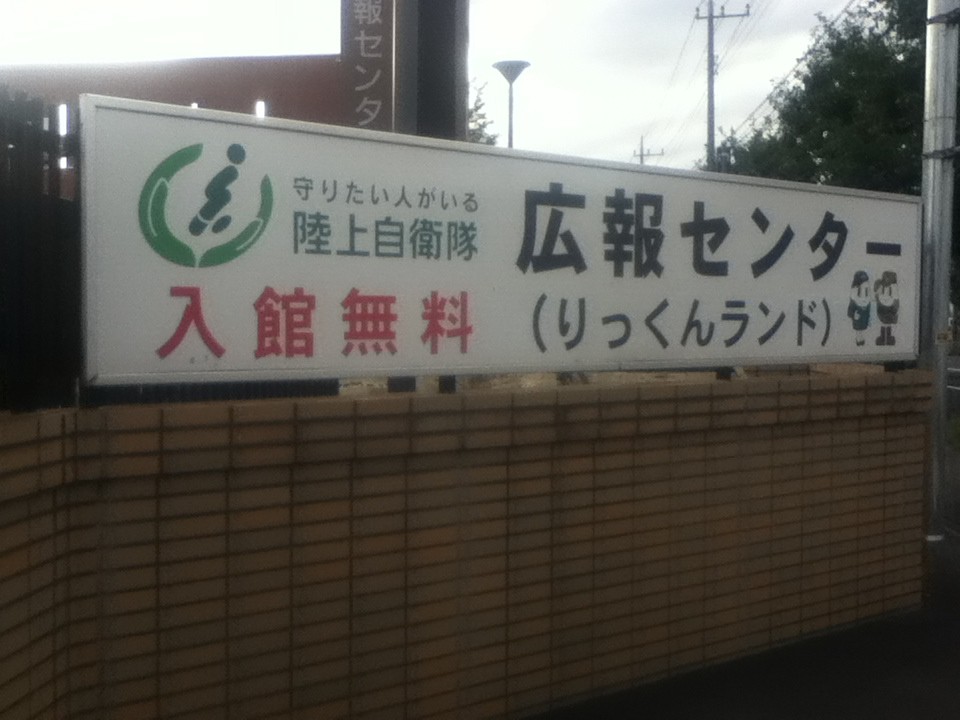 報センタ
守りたい人がいる
陸上自衛隊
広報センター
入館無料
(りっくんランド)